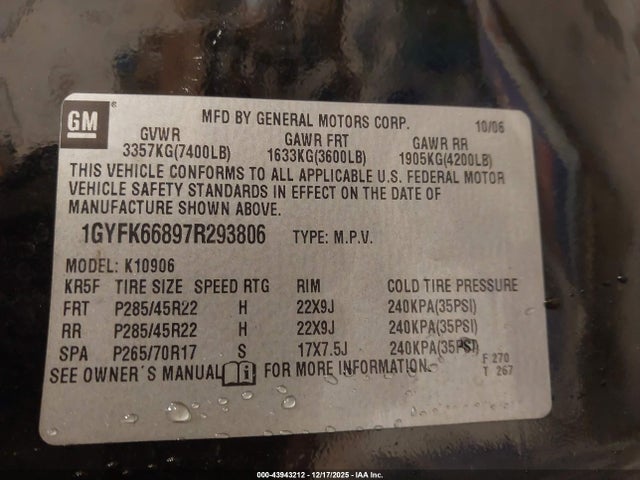 GM
MFD BY GENERAL MOTORS CORP. 10/06
GVWR GAWR FRT GAWR RR
3357KG(7400LB) 1633KG(3600LB) 1905KG(4200LB)
THIS VEHICLE CONFORMS TO ALL APPLICABLE U.S. FEDERAL MOTOR
VEHICLE SAFETY STANDARDS IN EFFECT ON THE DATE OF
MANUFACTURE SHOWN ABOVE.
1GYFK66897R293806 TYPE: M.P.V.
MODEL: K10906
KR5F TIRE SIZE SPEED RTG RIM COLD TIRE PRESSURE
FRT P285/45R22 H 22X9J 240KPA(35PSI)
RR P285/45R22 H 22X9J 240KPA(35PSI)
SPA P265/70R17 S 17X7.5J 240KPA(35PSI)
SEE OWNER'S MANUAL FOR MORE INFORMATION.
F 270
T 267
000-43943212 - 12/17/2025 - IAA Inc.